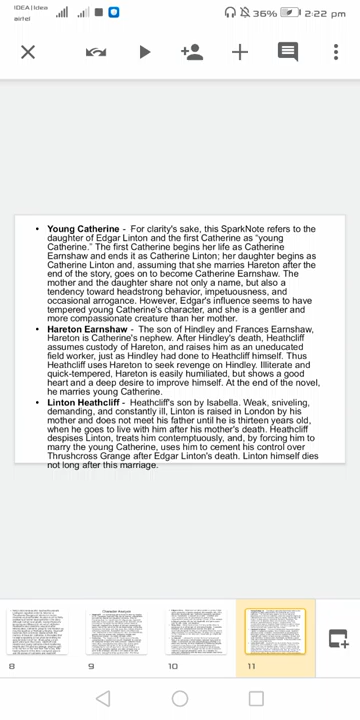 IDEA | Idea
airtel
36%
2:22 pm
• Young Catherine - For clarity's sake, this SparkNote refers to the
daughter of Edgar Linton and the first Catherine as “young
Catherine.” The first Catherine begins her life as Catherine
Earnshaw and ends it as Catherine Linton; her daughter begins as
Catherine Linton and, assuming that she marries Hareton after the
end of the story, goes on to become Catherine Earnshaw. The
mother and the daughter share not only a name, but also a
tendency toward headstrong behavior, impetuousness, and
occasional arrogance. However, Edgar's influence seems to have
tempered young Catherine's character, and she is a gentler and
more compassionate creature than her mother.
• Hareton Earnshaw - The son of Hindley and Frances Earnshaw,
Hareton is Catherine's nephew. After Hindley's death, Heathcliff
assumes custody of Hareton, and raises him as an uneducated
field worker, just as Hindley had done to Heathcliff himself. Thus
Heathcliff uses Hareton to seek revenge on Hindley. Illiterate and
quick-tempered, Hareton is easily humiliated, but shows a good
heart and a deep desire to improve himself. At the end of the novel,
he marries young Catherine.
• Linton Heathcliff - Heathcliff's son by Isabella. Weak, sniveling,
demanding, and constantly ill, Linton is raised in London by his
mother and does not meet his father until he is thirteen years old,
when he goes to live with him after his mother's death. Heathcliff
despises Linton, treats him contemptuously, and, by forcing him to
marry the young Catherine, uses him to cement his control over
Thrushcross Grange after Edgar Linton's death. Linton himself dies
not long after this marriage.
Character Analysis
8
9
10
11